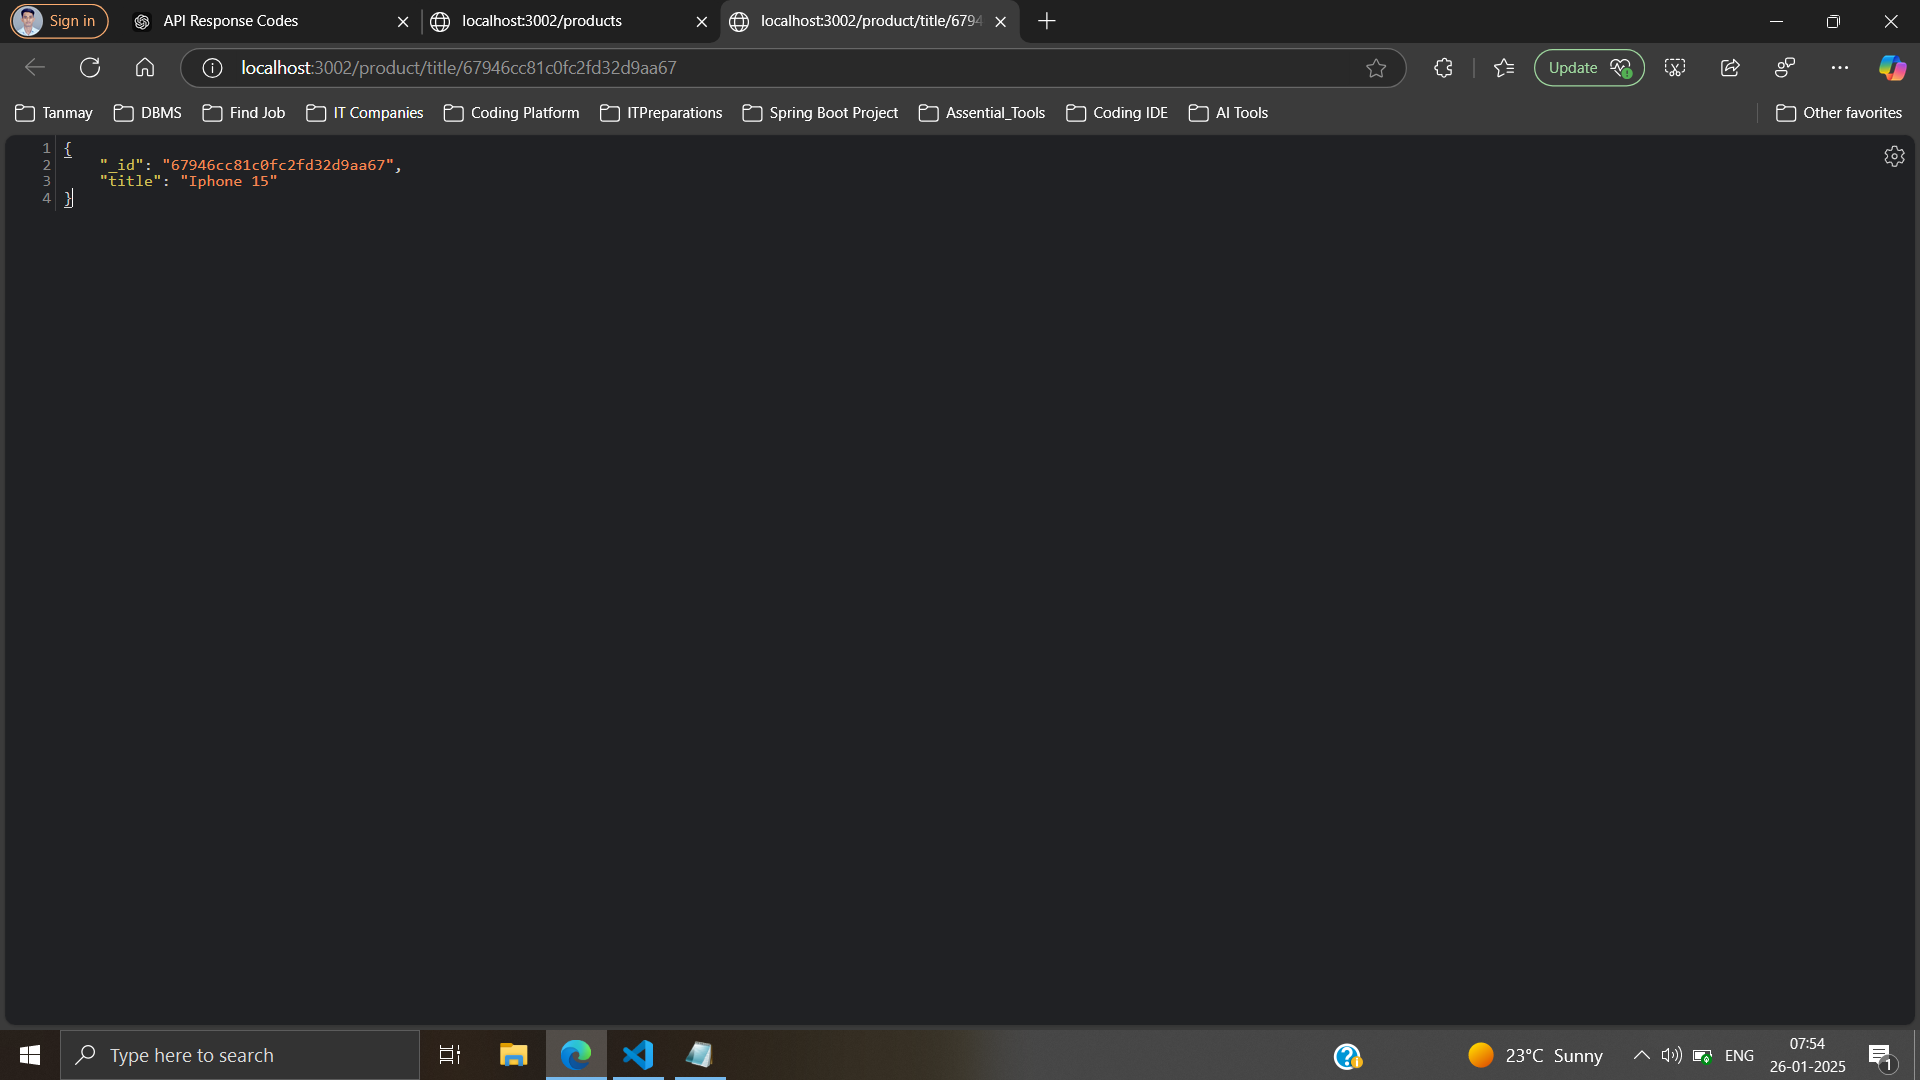 Sign in
API Response Codes
localhost:3002/products
localhost:3002/product/title/6794
localhost:3002/product/title/67946cc81c0fc2fd32d9aa67
Update
Tanmay
DBMS
Find Job
IT Companies
Coding Platform
ITPreparations
Spring Boot Project
Assential_Tools
Coding IDE
AI Tools
Other favorites
1 {
2 "_id": "67946cc81c0fc2fd32d9aa67",
3 "title": "Iphone 15"
4 }
Type here to search
23°C Sunny
ENG
07:54
26-01-2025
1